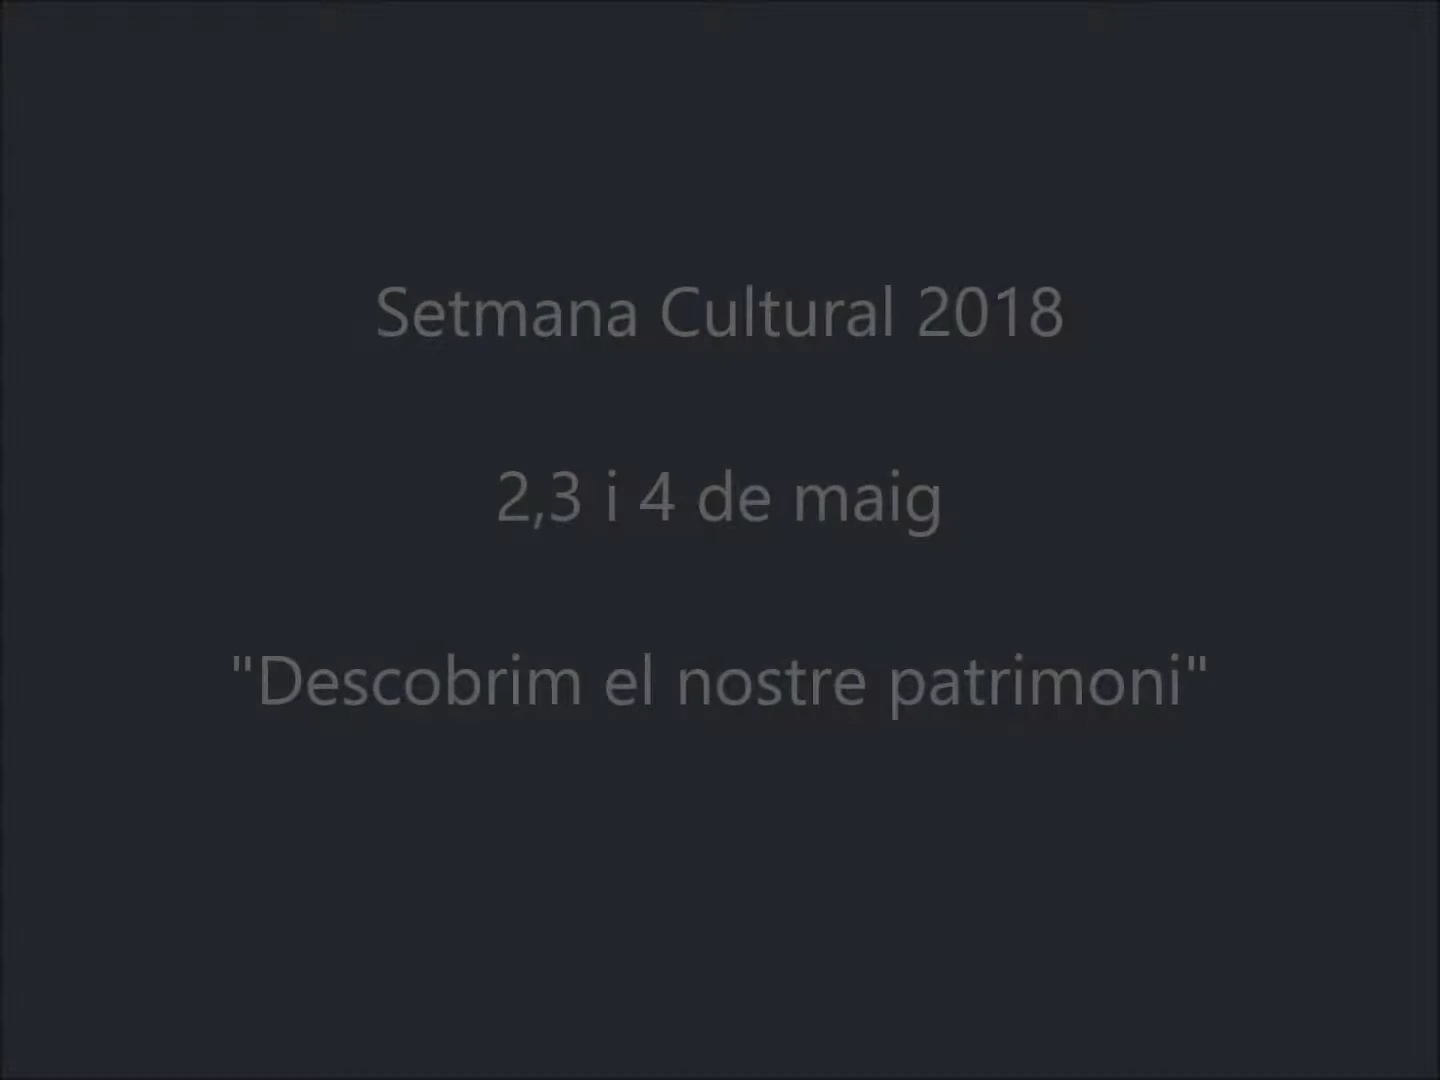 Setmana Cultural 2018
2,3 i 4 de maig
"Descobrim el nostre patrimoni"